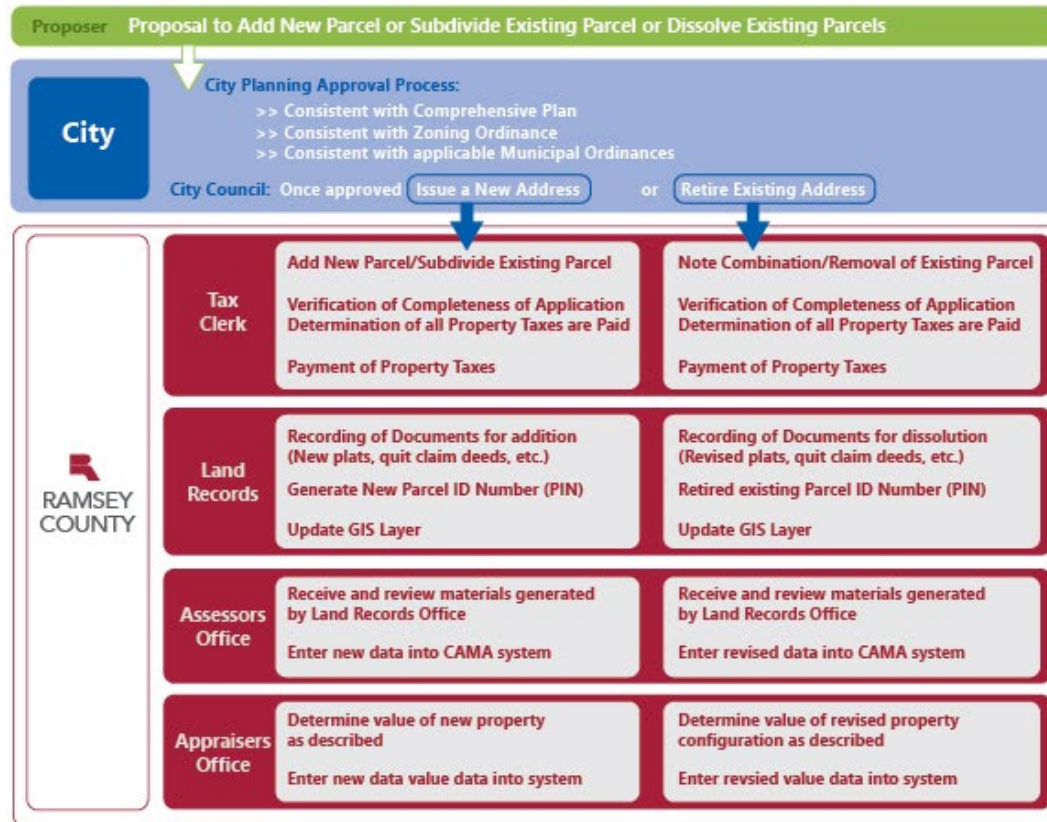 Proposer Proposal to Add New Parcel or Subdivide Existing Parcel or Dissolve Existing Parcels
City
City Planning Approval Process:
>> Consistent with Comprehensive Plan
>> Consistent with Zoning Ordinance
>> Consistent with applicable Municipal Ordinances
City Council: Once approved Issue a New Address or Retire Existing Address
RAMSEY
COUNTY
Tax
Clerk
Add New Parcel/Subdivide Existing Parcel
Verification of Completeness of Application
Determination of all Property Taxes are Paid
Payment of Property Taxes
Note Combination/Removal of Existing Parcel
Verification of Completeness of Application
Determination of all Property Taxes are Paid
Payment of Property Taxes
Land
Records
Recording of Documents for addition
(New plats, quit claim deeds, etc.)
Generate New Parcel ID Number (PIN)
Update GIS Layer
Recording of Documents for dissolution
(Revised plats, quit claim deeds, etc.)
Retired existing Parcel ID Number (PIN)
Update GIS Layer
Assessors
Office
Receive and review materials generated
by Land Records Office
Enter new data into CAMA system
Receive and review materials generated
by Land Records Office
Enter revised data into CAMA system
Appraisers
Office
Determine value of new property
as described
Enter new data value data into system
Determine value of revised property
configuration as described
Enter revsied value data into system